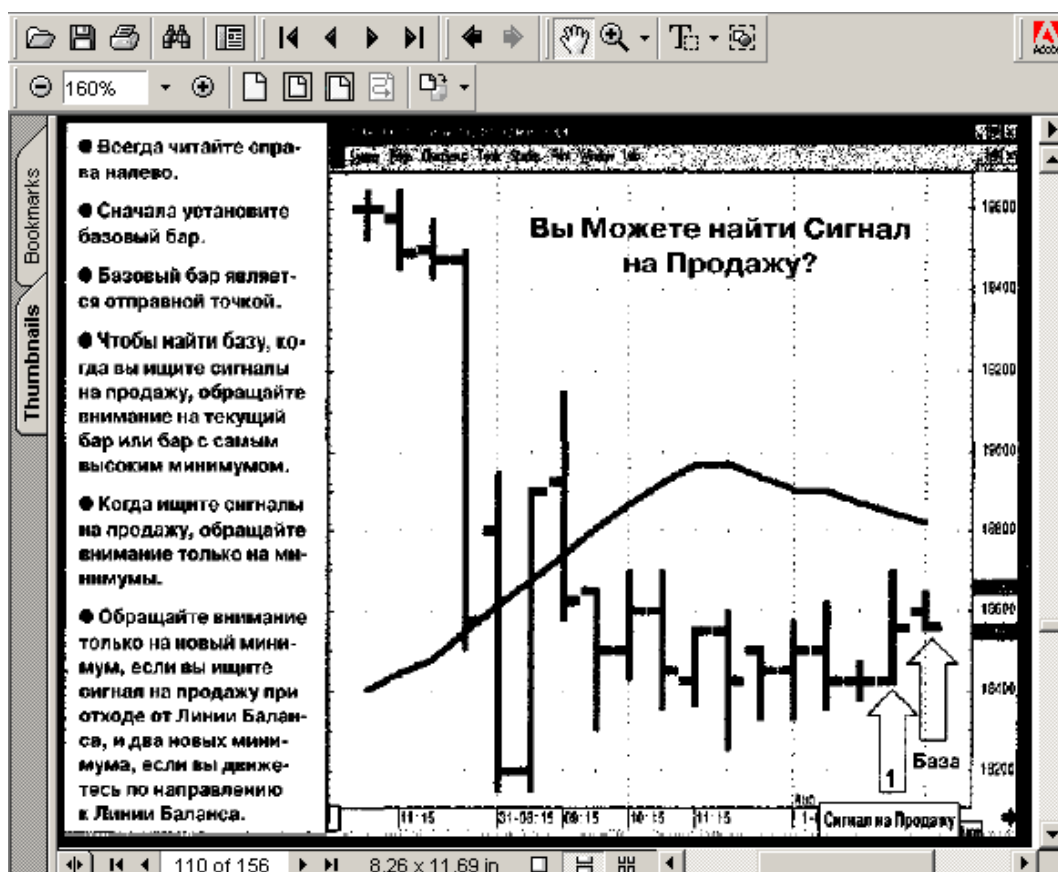 Adobe
160%
Bookmarks
Thumbnails
● Всегда читайте спра-
ва налево.
● Сначала установите
базовый бар.
● Базовый бар являет-
ся отправной точкой.
● Чтобы найти базу, ко-
гда вы ищите сигналы
на продажу, обращайте
внимание на текущий
бар или бар с самым
высоким минимумом.
● Когда ищите сигналы
на продажу, обращайте
внимание только на ми-
нимумы.
● Обращайте внимание
только на новый мини-
мум, если вы ищите
сигнал на продажу при
отходе от Линии Балан-
са, и два новых мини-
мума, если вы движе-
тесь по направлению
к Линии Баланса.
Вы Можете найти Сигнал
на Продажу?
База
1
11:15
31-08:15
09:15
10:15
11:15
Сигнал на Продажу
110 of 156
8.26 x 11.69 in